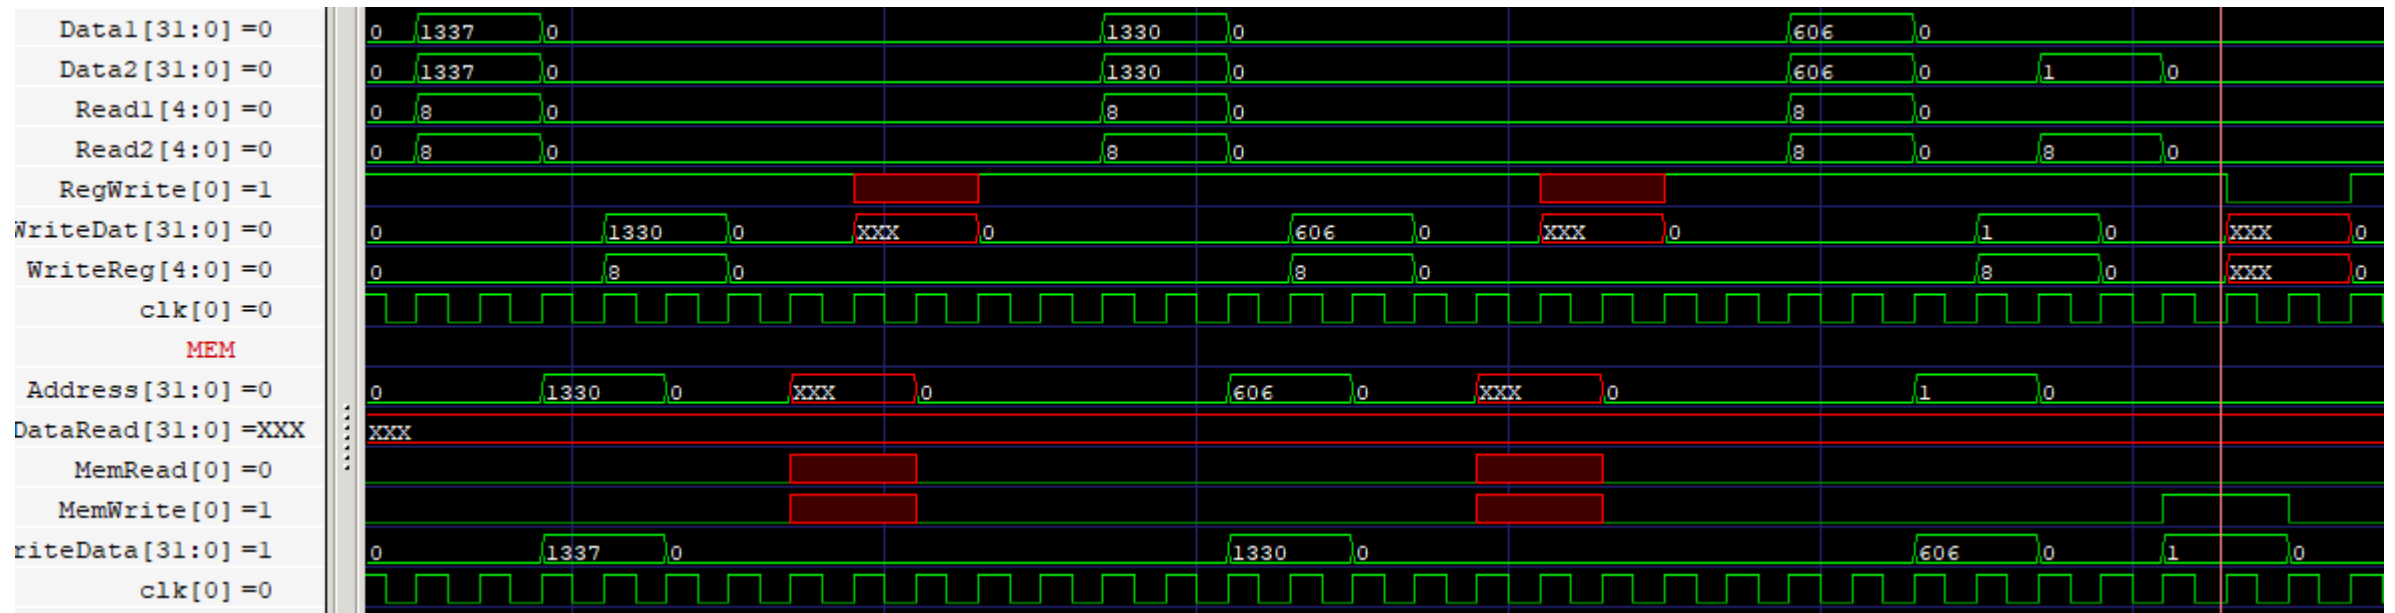 Data1[31:0] =0 0 1337 0 1330 0 606 0
Data2[31:0] =0 0 1337 0 1330 0 606 0 1 0
Read1[4:0] =0 0 8 0 8 0 8 0
Read2[4:0] =0 0 8 0 8 0 8 0 8 0
RegWrite[0] =1
WriteDat[31:0] =0 0 1330 0 XXX 0 606 0 XXX 0 1 0 XXX 0
WriteReg[4:0] =0 0 8 0 8 0 8 0 XXX 0
clk[0] =0
MEM
Address[31:0] =0 0 1330 0 XXX 0 606 0 XXX 0 1 0
DataRead[31:0] =XXX XXX
MemRead[0] =0
MemWrite[0] =1
riteData[31:0] =1 0 1337 0 1330 0 606 0 1 0
clk[0] =0